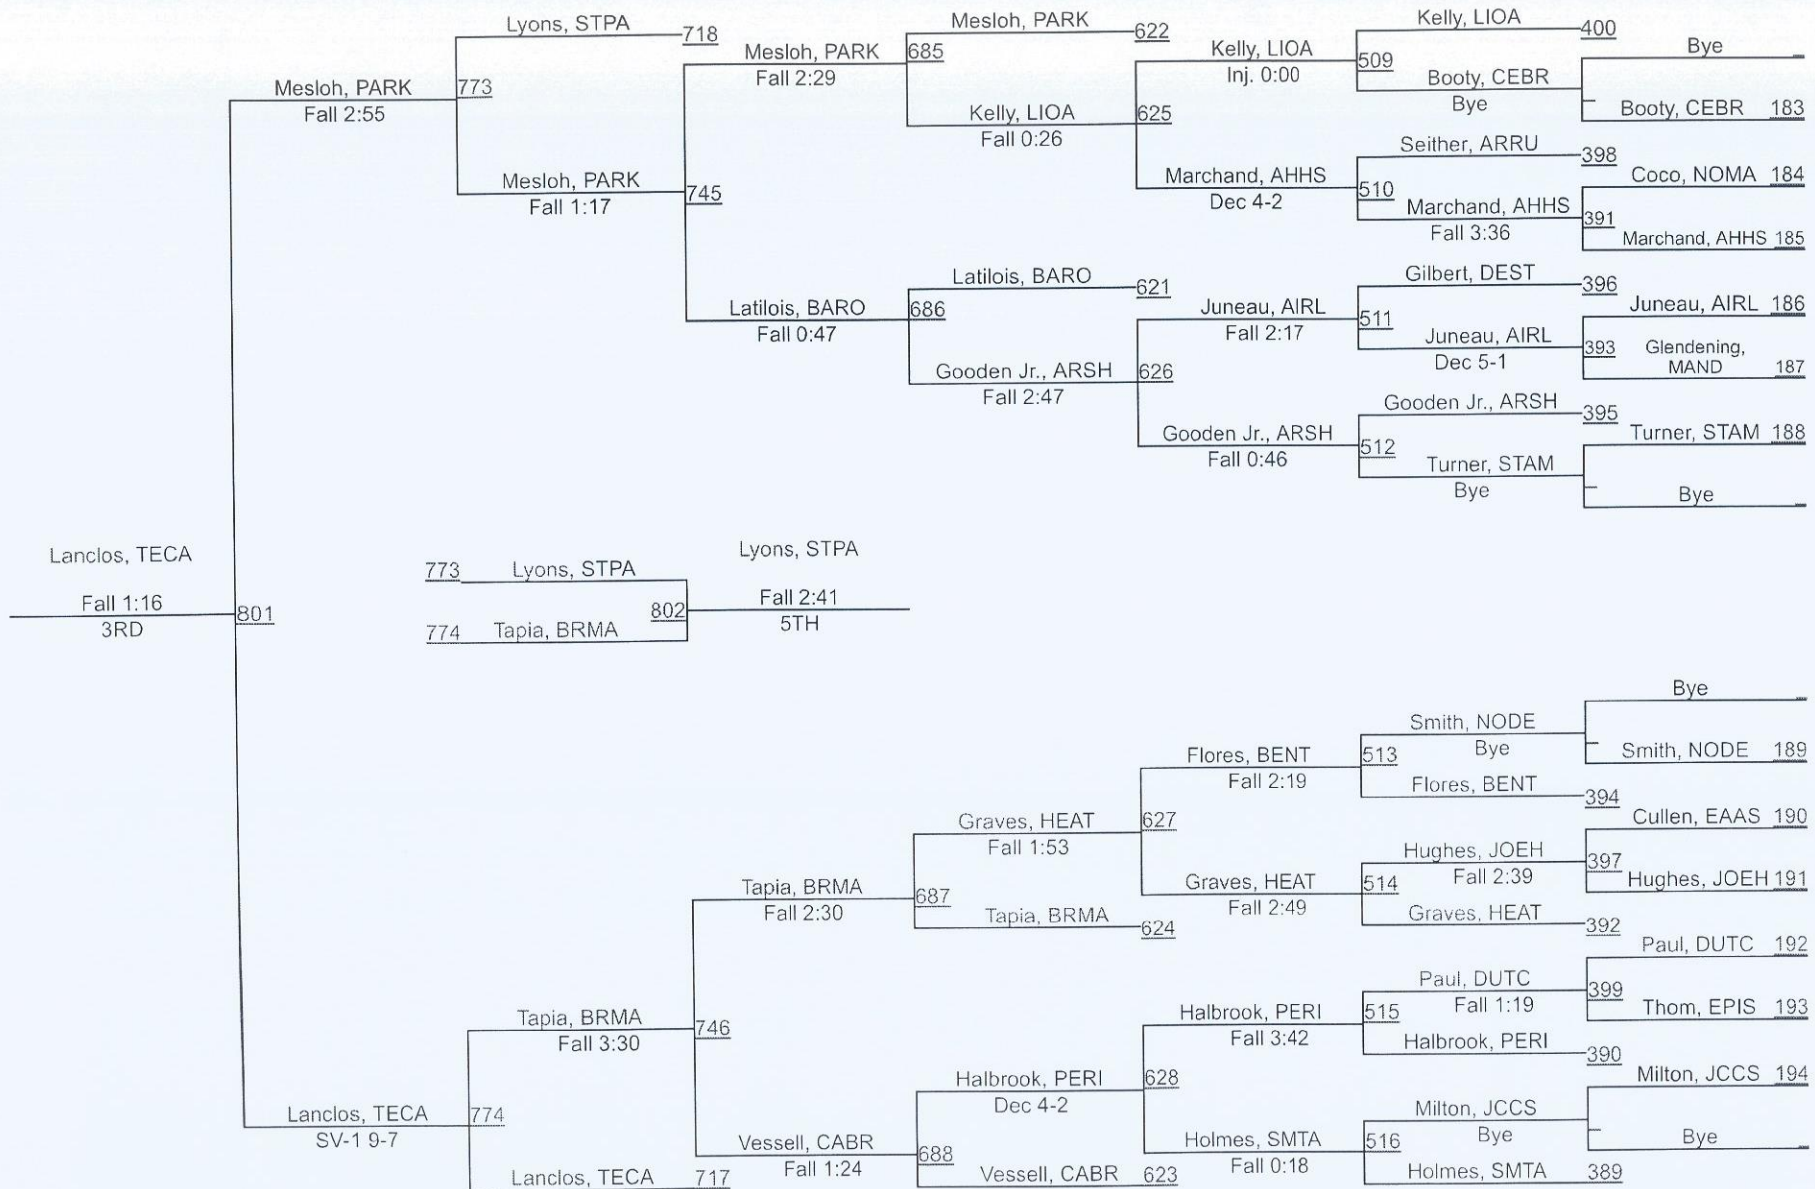 Lyons, STPA
718
Mesloh, PARK
622
Kelly, LIOA
400
Mesloh, PARK
685
Fall 2:29
Kelly, LIOA
509
Inj. 0:00
Bye
Booty, CEBR
Bye
Booty, CEBR 183
Mesloh, PARK
773
Fall 2:55
Kelly, LIOA
625
Fall 0:26
Seither, ARRU
398
Marchand, AHHS
510
Dec 4-2
Coco, NOMA 184
Marchand, AHHS
391
Fall 3:36
Marchand, AHHS 185
Mesloh, PARK
745
Fall 1:17
Latilois, BARO
621
Gilbert, DEST
396
Latilois, BARO
686
Fall 0:47
Juneau, AIRL
511
Fall 2:17
Juneau, AIRL 186
Juneau, AIRL
393
Dec 5-1
Glendening,
MAND 187
Gooden Jr., ARSH
626
Fall 2:47
Gooden Jr., ARSH
395
Gooden Jr., ARSH
512
Fall 0:46
Turner, STAM 188
Turner, STAM
Bye
Bye
Lanclos, TECA
Fall 1:16
801
3RD
773 Lyons, STPA
802
774 Tapia, BRMA
Lyons, STPA
Fall 2:41
5TH
Bye
Smith, NODE
Bye
Smith, NODE 189
Flores, BENT
513
Fall 2:19
Flores, BENT
394
Graves, HEAT
627
Fall 1:53
Cullen, EAAS 190
Hughes, JOEH
397
Fall 2:39
Hughes, JOEH 191
Graves, HEAT
514
Fall 2:49
Graves, HEAT
392
Tapia, BRMA
687
Fall 2:30
Tapia, BRMA
624
Paul, DUTC 192
Paul, DUTC
399
Fall 1:19
Thom, EPIS 193
Tapia, BRMA
746
Fall 3:30
Halbrook, PERI
515
Fall 3:42
Halbrook, PERI
390
Halbrook, PERI
628
Dec 4-2
Milton, JCCS 194
Milton, JCCS
Bye
Bye
Lanclos, TECA
774
SV-1 9-7
Vessell, CABR
688
Fall 1:24
Holmes, SMTA
516
Fall 0:18
Lanclos, TECA 717
Vessell, CABR 623
Holmes, SMTA 389